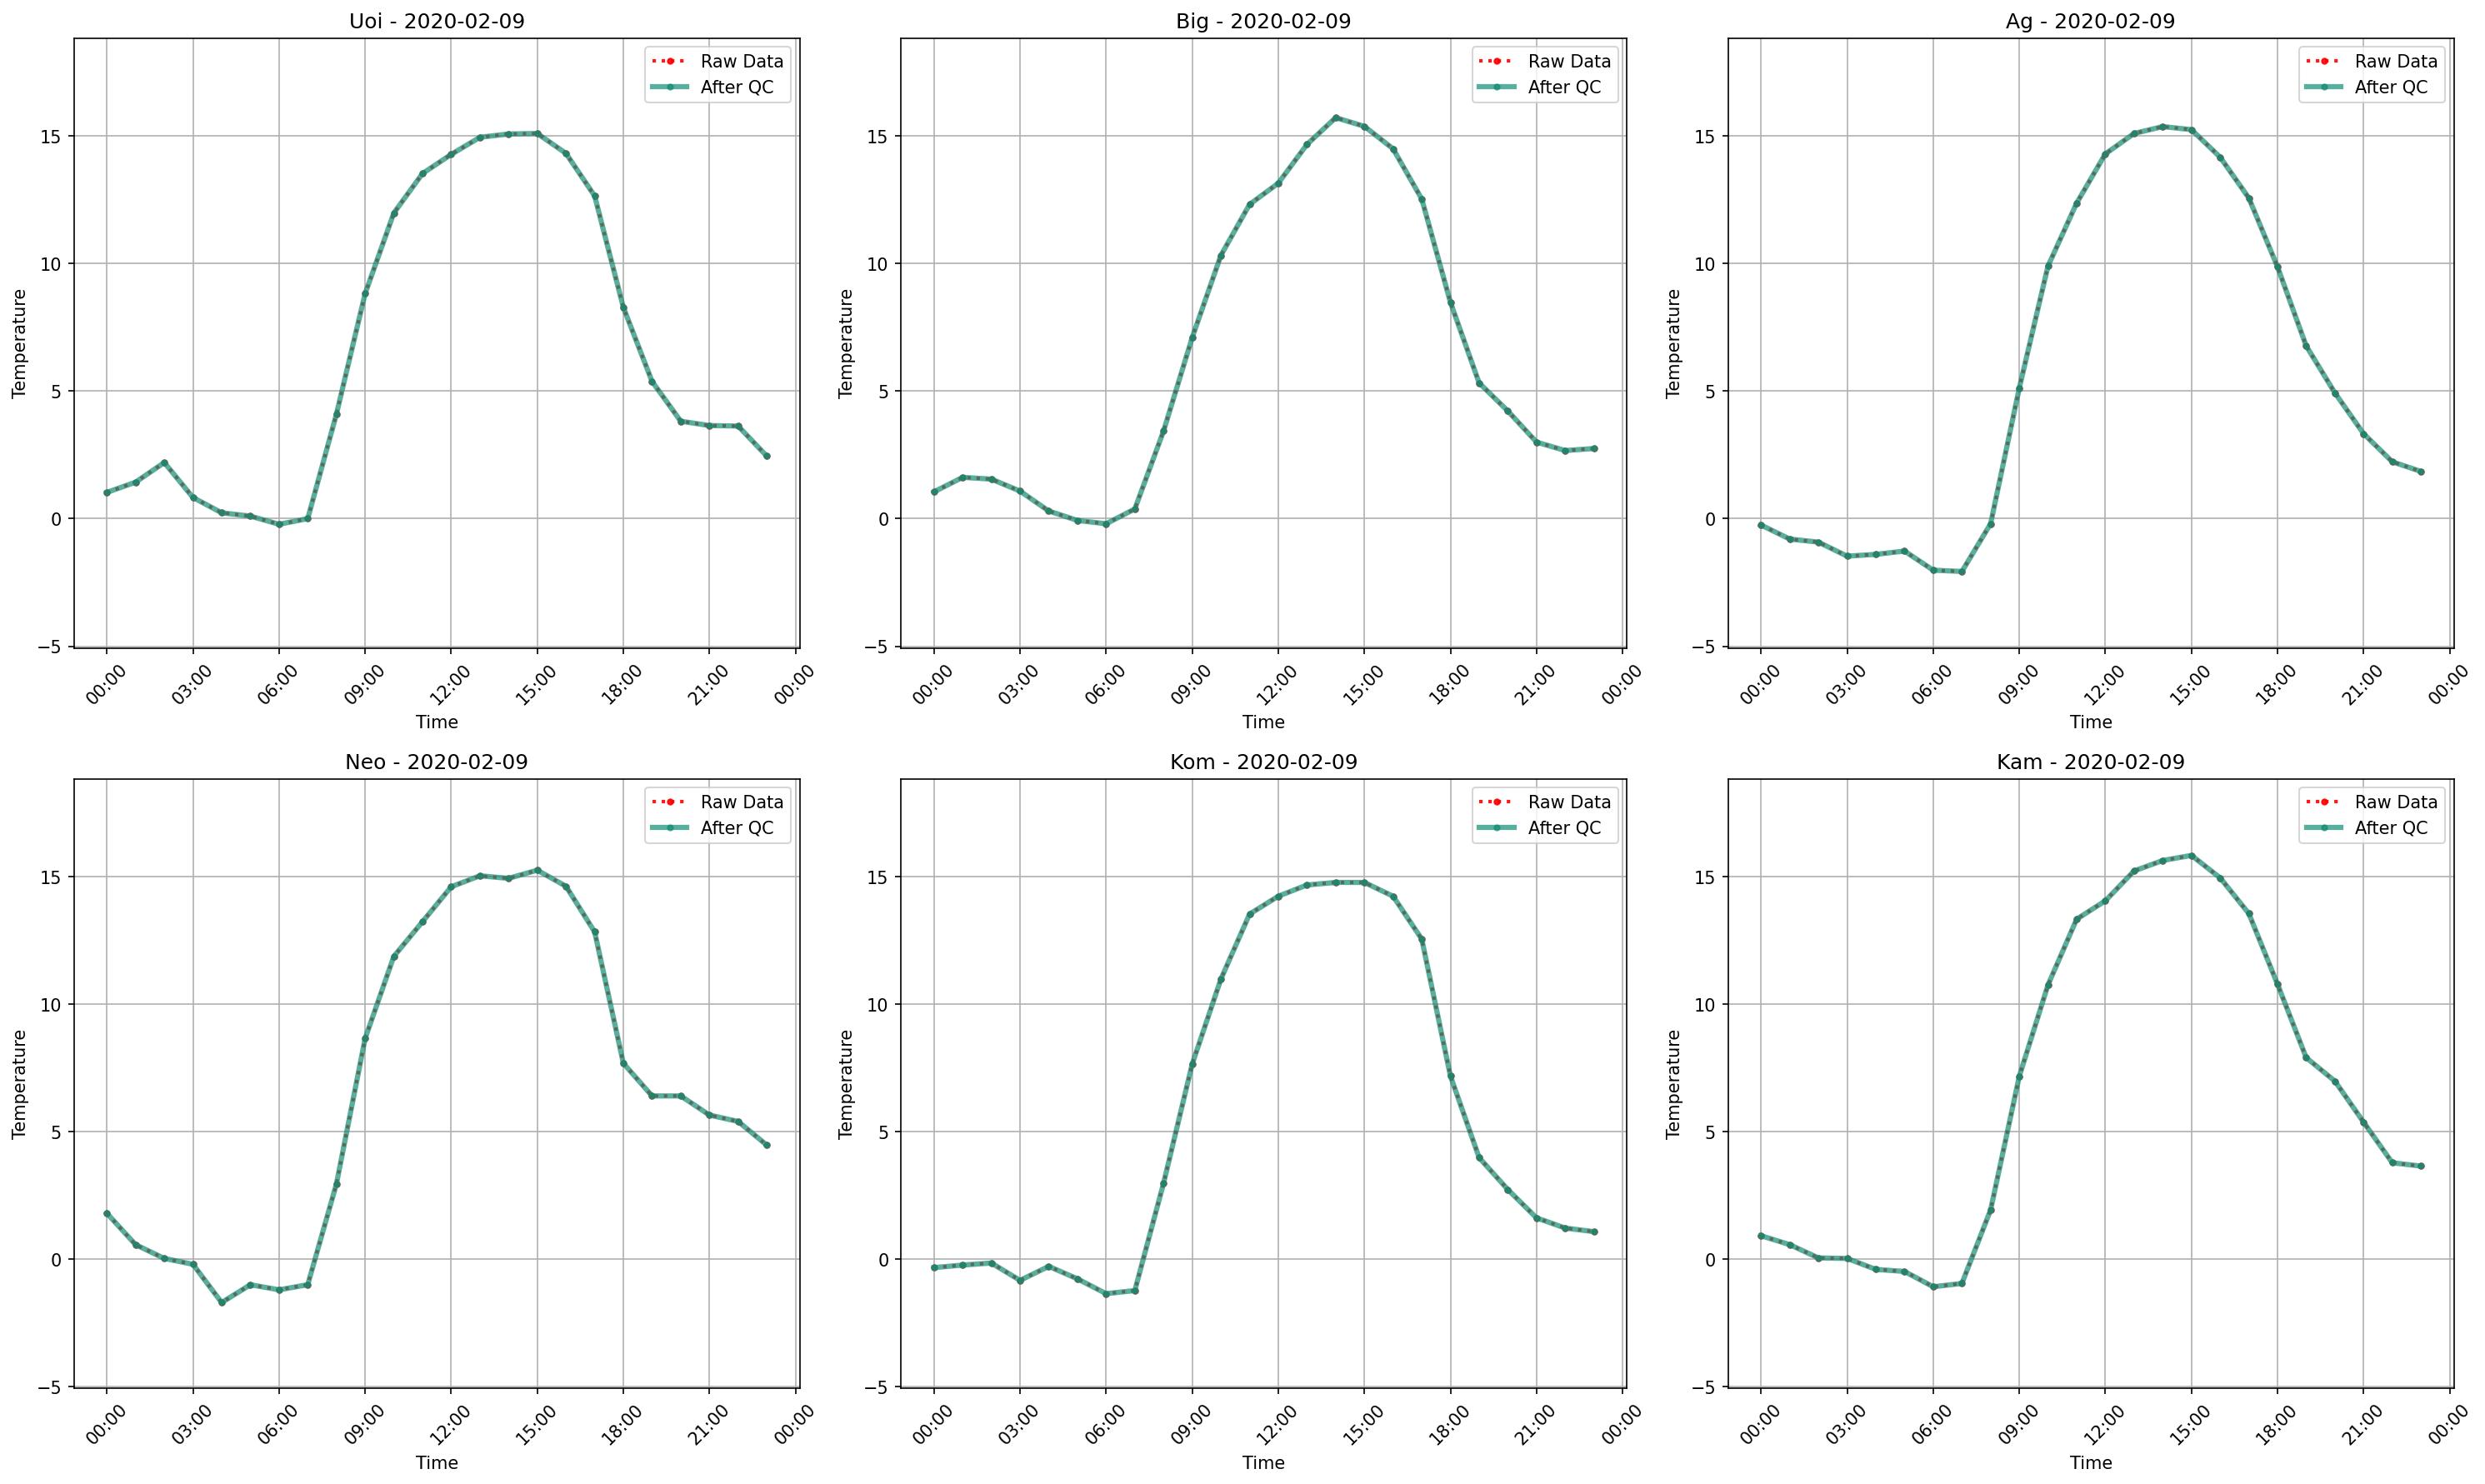 Uoi - 2020-02-09
Raw Data
After QC
Temperature
15
10
5
0
−5
00:00
03:00
06:00
09:00
12:00
15:00
18:00
21:00
00:00
Time
Big - 2020-02-09
Raw Data
After QC
Temperature
15
10
5
0
−5
00:00
03:00
06:00
09:00
12:00
15:00
18:00
21:00
00:00
Time
Ag - 2020-02-09
Raw Data
After QC
Temperature
15
10
5
0
−5
00:00
03:00
06:00
09:00
12:00
15:00
18:00
21:00
00:00
Time
Neo - 2020-02-09
Raw Data
After QC
Temperature
15
10
5
0
−5
00:00
03:00
06:00
09:00
12:00
15:00
18:00
21:00
00:00
Time
Kom - 2020-02-09
Raw Data
After QC
Temperature
15
10
5
0
−5
00:00
03:00
06:00
09:00
12:00
15:00
18:00
21:00
00:00
Time
Kam - 2020-02-09
Raw Data
After QC
Temperature
15
10
5
0
−5
00:00
03:00
06:00
09:00
12:00
15:00
18:00
21:00
00:00
Time